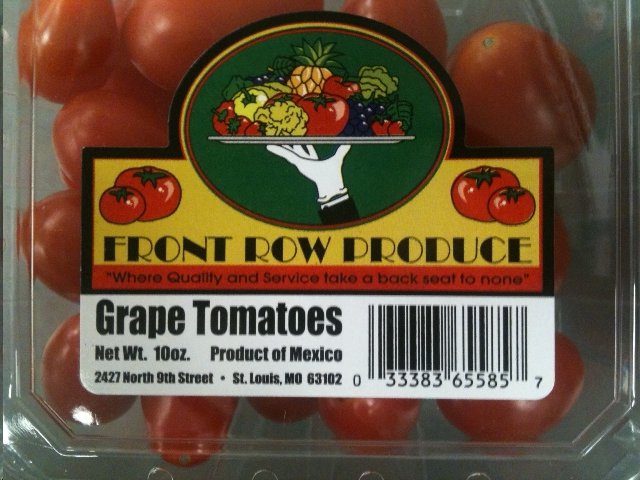 FRONT ROW PRODUCE
"Where Quality and Service take a back seat to none"
Grape Tomatoes
Net Wt. 10oz. Product of Mexico
2427 North 9th Street • St. Louis, MO 63102
0 33383 65585 7